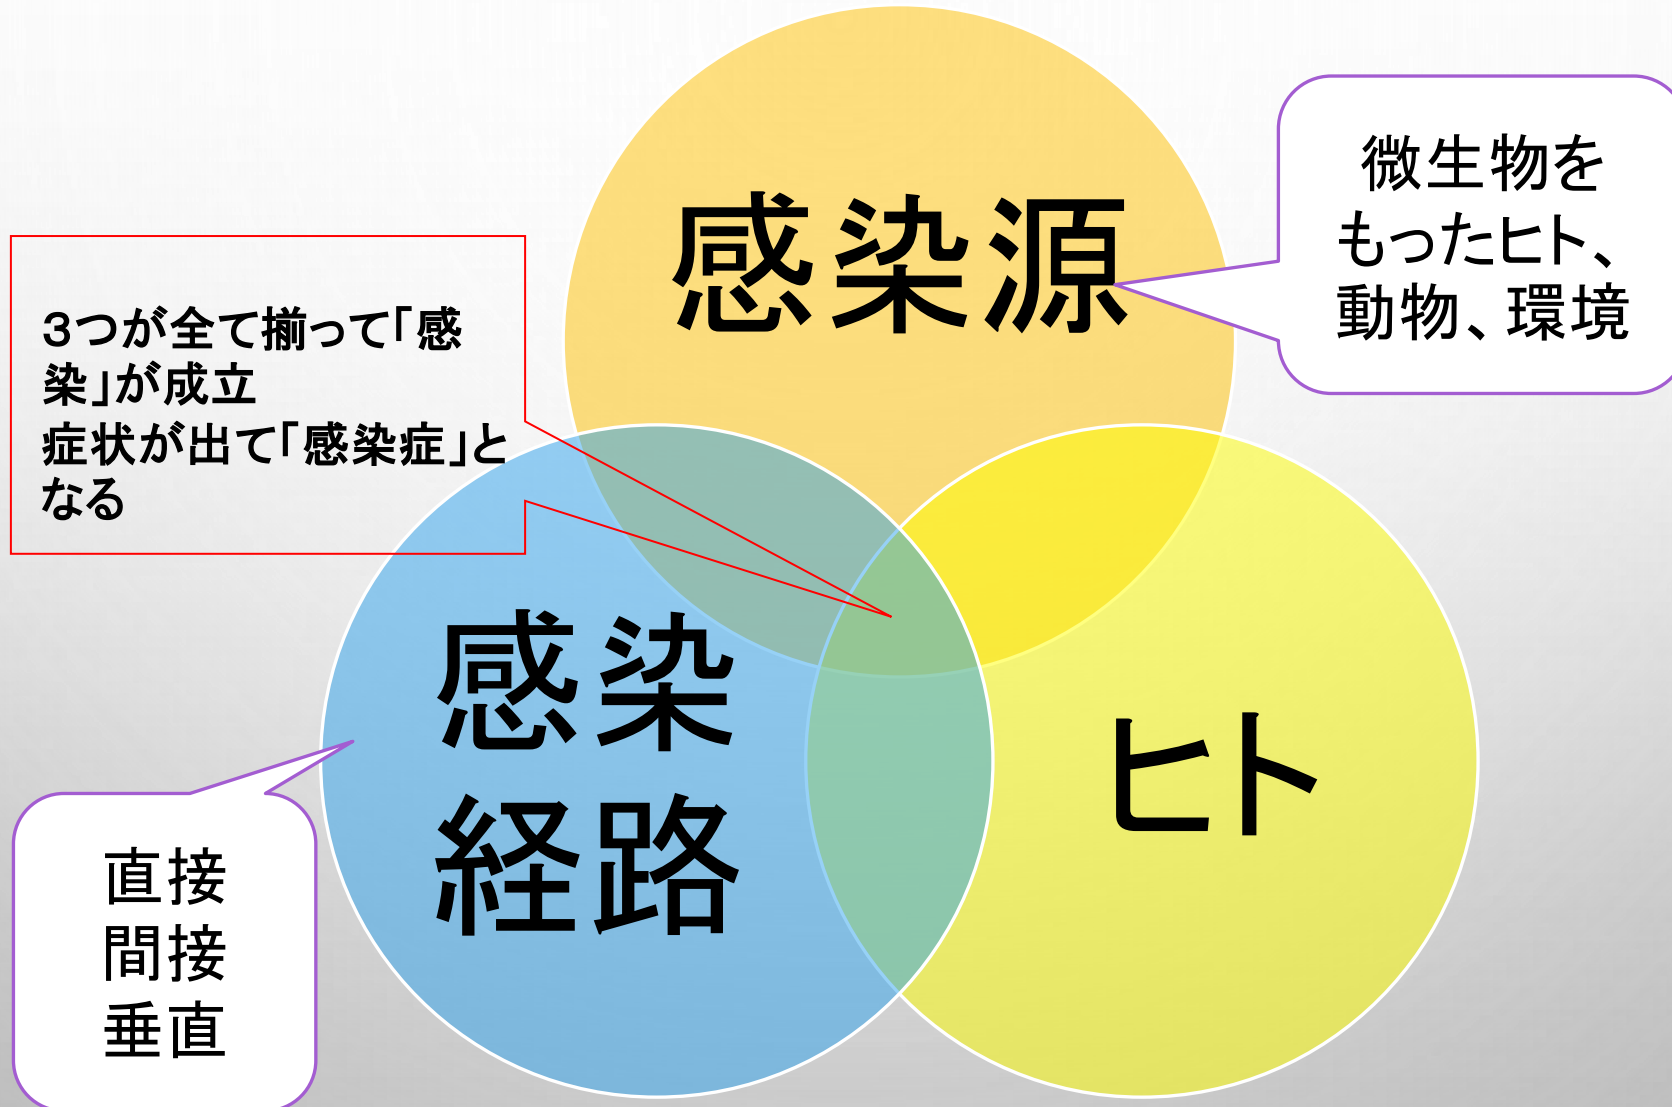 感染源
微生物を
もったヒト、
動物、環境
３つが全て揃って「感
染」が成立
症状が出て「感染症」と
なる
感染
経路
ヒト
直接
間接
垂直